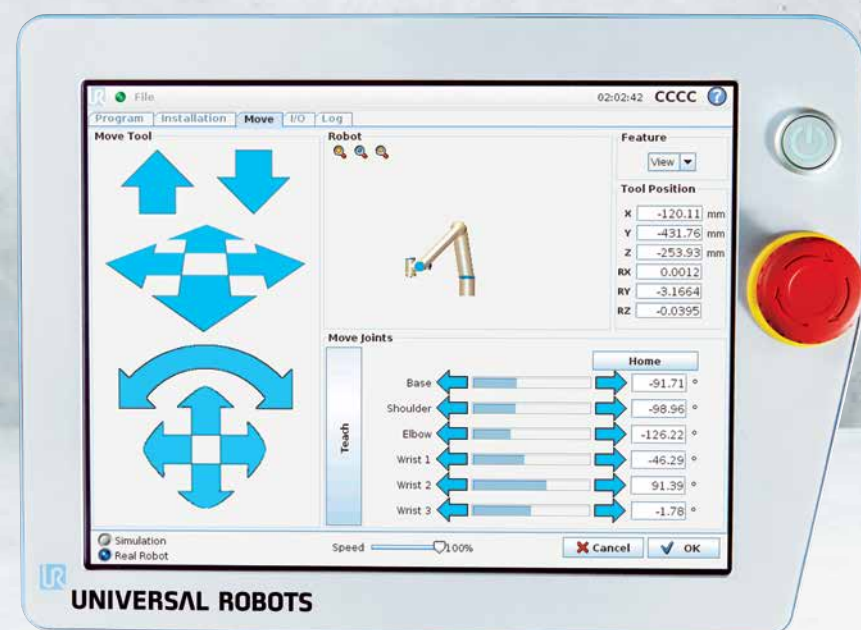 UR File 02:02:42 CCCC ?
Program Installation Move I/O Log
Move Tool
Robot
Feature
View
Tool Position
X -120.11 mm
Y -431.76 mm
Z -253.93 mm
RX 0.0012
RY -3.1664
RZ -0.0395
Move Joints
Teach
Home
Base -91.71 °
Shoulder -98.96 °
Elbow -126.22 °
Wrist 1 -46.29 °
Wrist 2 91.39 °
Wrist 3 -1.78 °
Simulation
Real Robot
Speed 100%
Cancel OK
UR
UNIVERSAL ROBOTS